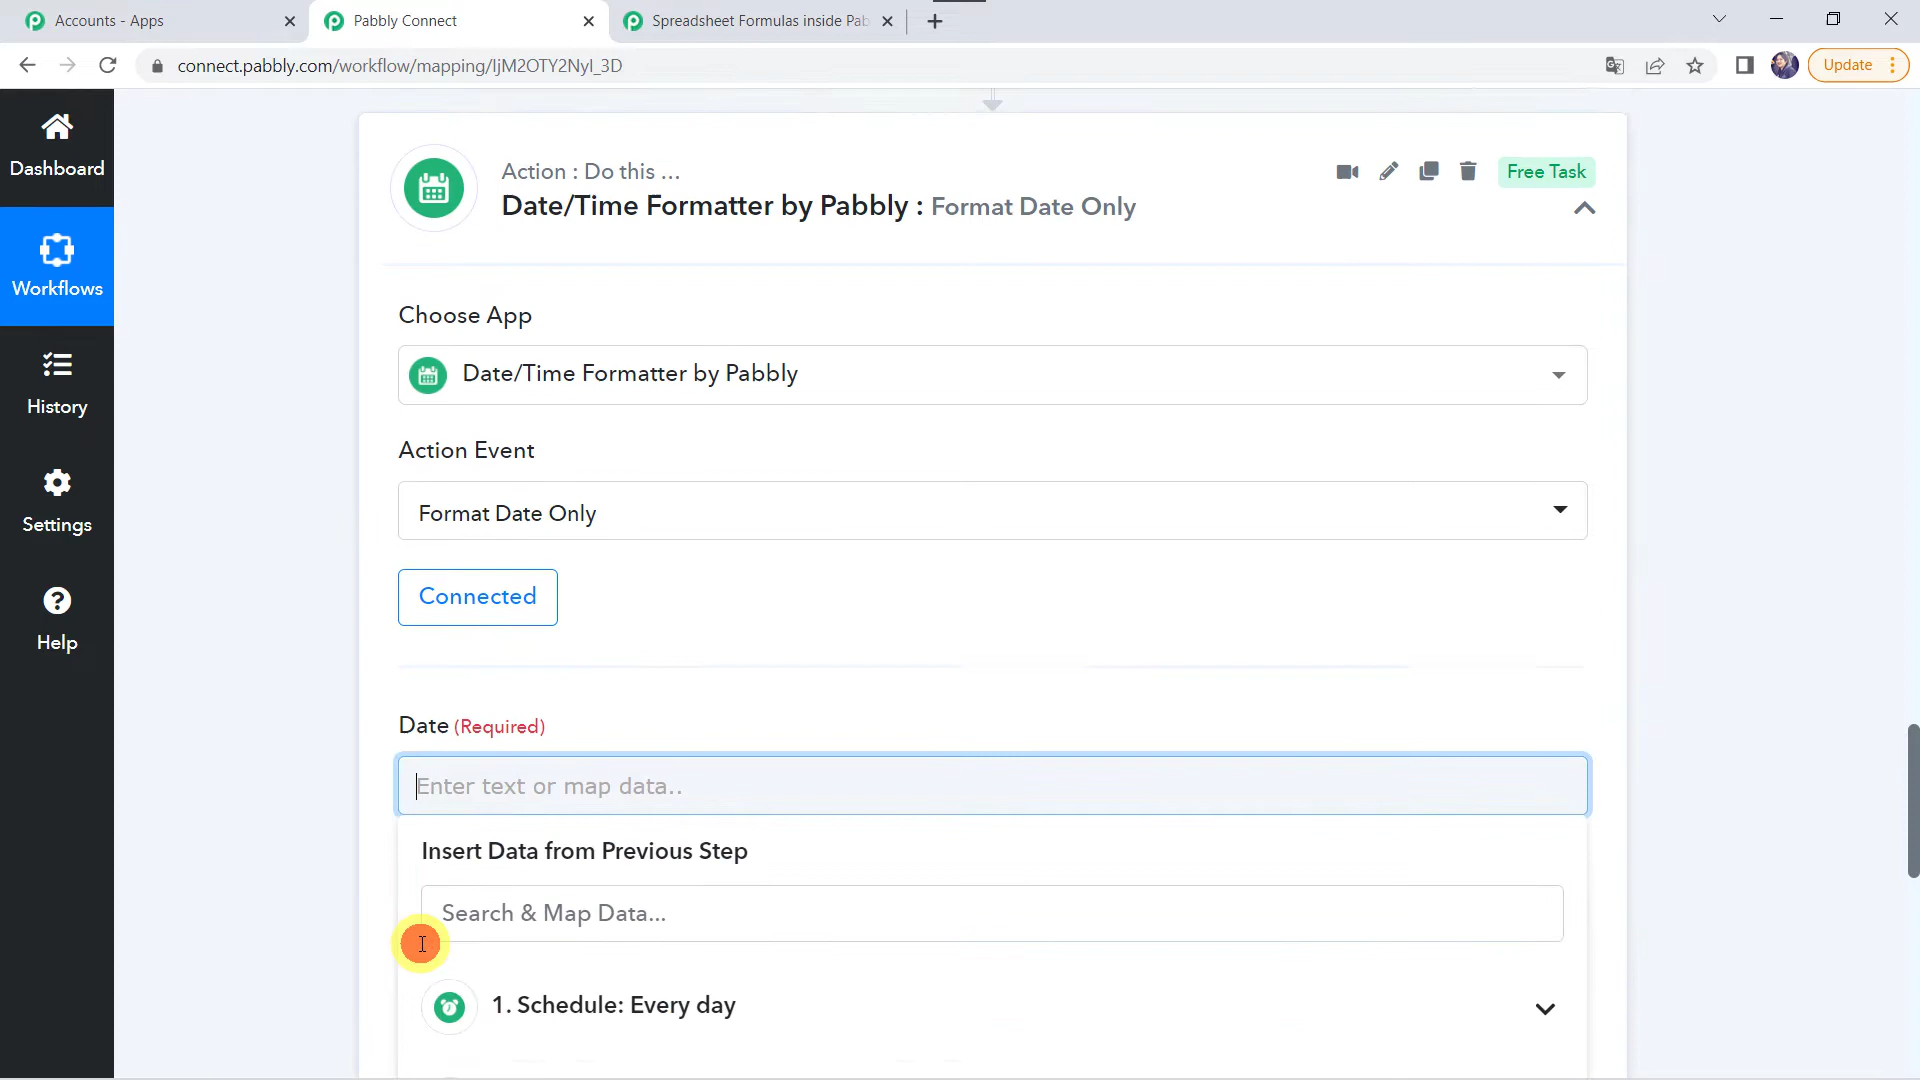 Accounts - Apps
Pabbly Connect
Spreadsheet Formulas inside Pab
connect.pabbly.com/workflow/mapping/IjM2OTY2NyI_3D
Update
Dashboard
Workflows
History
Settings
Help
Action : Do this ...
Date/Time Formatter by Pabbly : Format Date Only
Free Task
Choose App
Date/Time Formatter by Pabbly
Action Event
Format Date Only
Connected
Date (Required)
Enter text or map data..
Insert Data from Previous Step
Search & Map Data...
1. Schedule: Every day